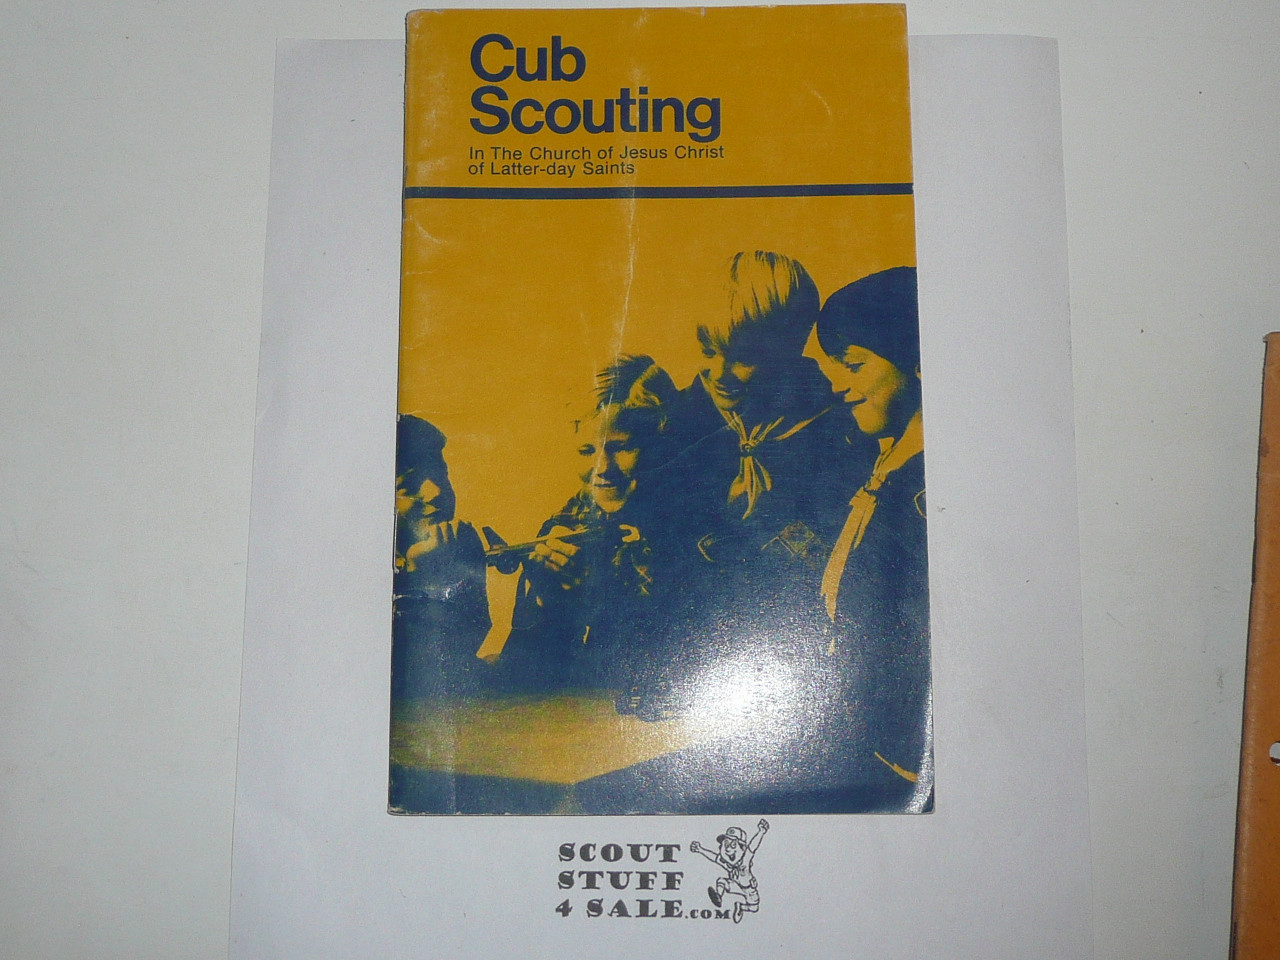 Cub
Scouting
In The Church of Jesus Christ
of Latter-day Saints
SCOUT
STUFF
4 SALE.COM